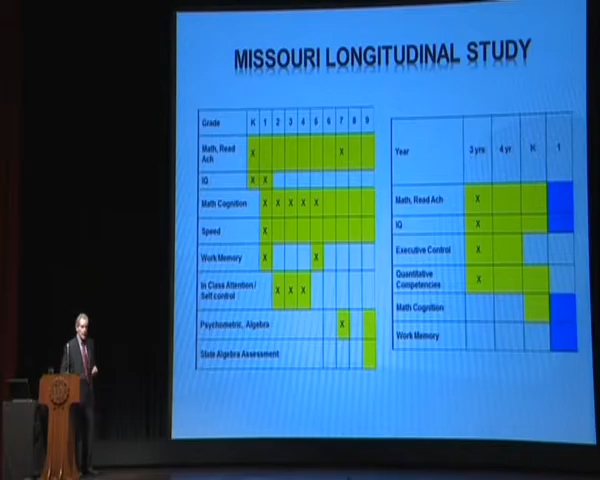 MISSOURI LONGITUDINAL STUDY
Grade K 1 2 3 4 5 6 7 8 9
Math, Read
Ach X X
IQ X X
Math Cognition X X X X X
Speed X
Work Memory X X
In Class Attention /
Self control X X X
Psychometric, Algebra X
State Algebra Assessment
Year 3 yrs 4 yr K 1
Math, Read Ach X
IQ X
Executive Control X
Quantitative
Competencies X
Math Cognition
Work Memory